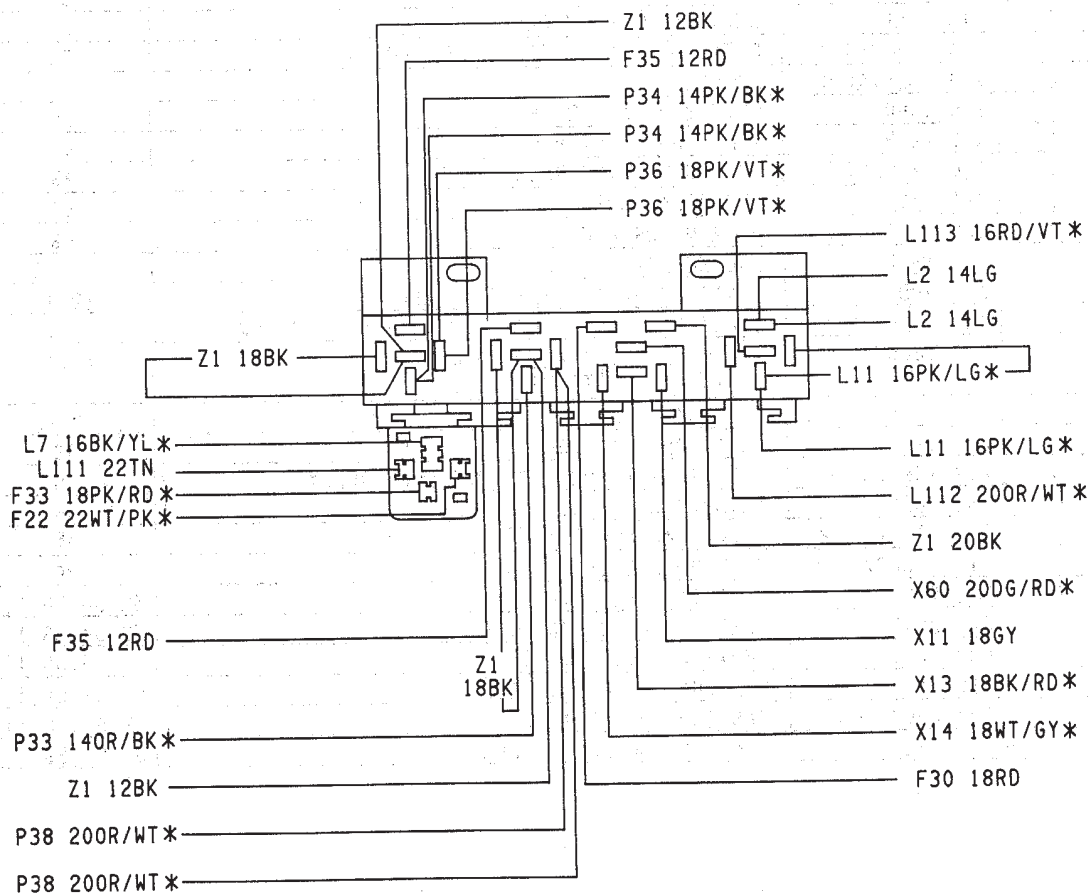 Z1 12BK
F35 12RD
P34 14PK/BK*
P34 14PK/BK*
P36 18PK/VT*
P36 18PK/VT*
L113 16RD/VT*
L2 14LG
L2 14LG
Z1 18BK
L11 16PK/LG*
L7 16BK/YL*
L111 22TN
F33 18PK/RD*
F22 22WT/PK*
L11 16PK/LG*
L112 20OR/WT*
Z1 20BK
X60 20DG/RD*
X11 18GY
F35 12RD
Z1
18BK
X13 18BK/RD*
X14 18WT/GY*
P33 14OR/BK*
F30 18RD
Z1 12BK
P38 20OR/WT*
P38 20OR/WT*